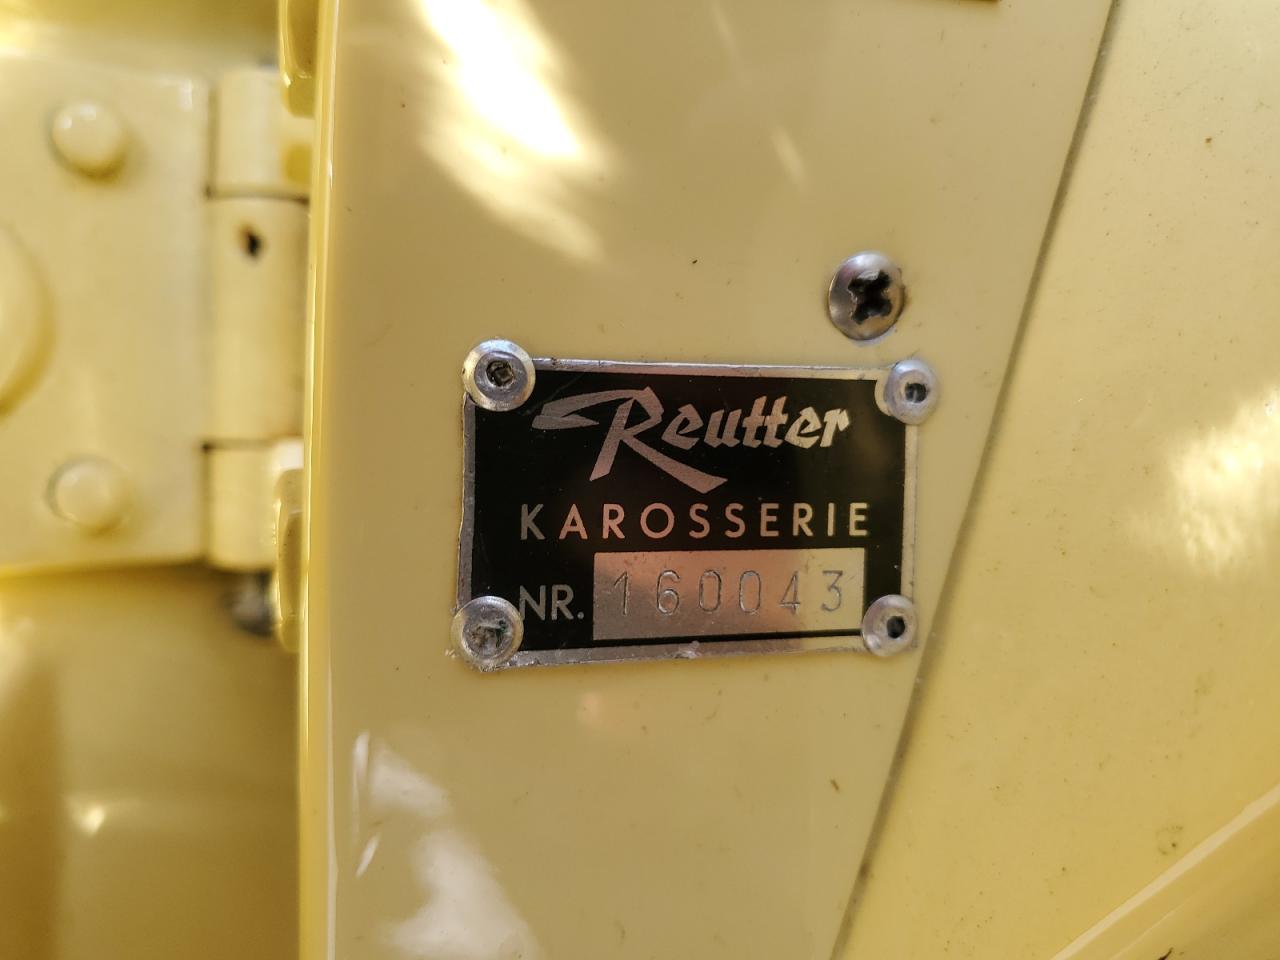 Reutter
KAROSSERIE
NR. 160043